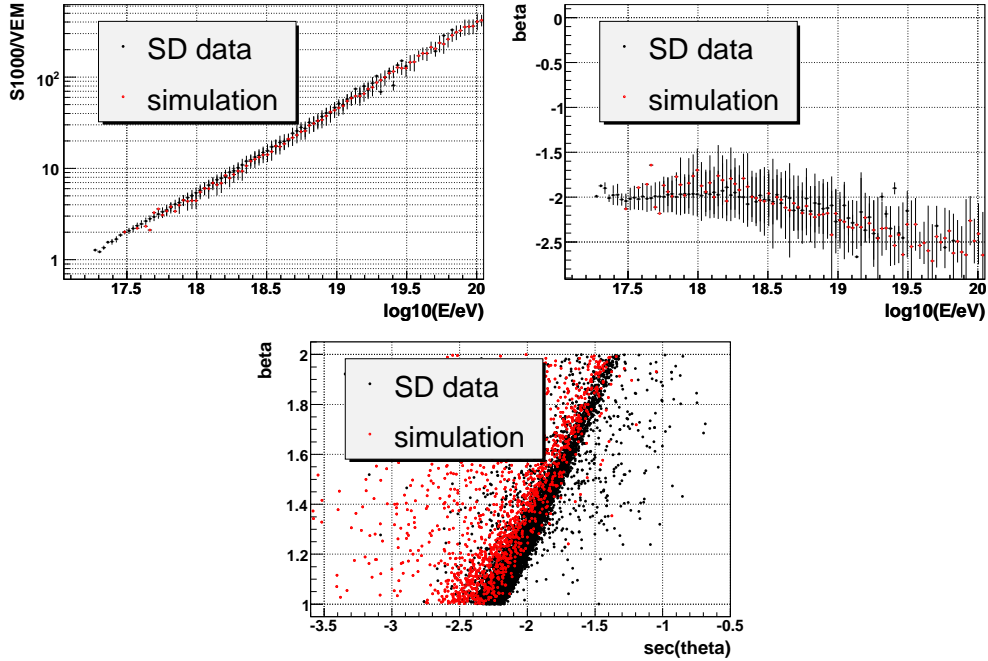 S1000/VEM
10²
10
1
SD data
simulation
17.5 18 18.5 19 19.5 20
log10(E/eV)
beta
0
-0.5
-1
-1.5
-2
-2.5
SD data
simulation
17.5 18 18.5 19 19.5 20
log10(E/eV)
beta
2
1.8
1.6
1.4
1.2
1
SD data
simulation
-3.5 -3 -2.5 -2 -1.5 -1 -0.5
sec(theta)